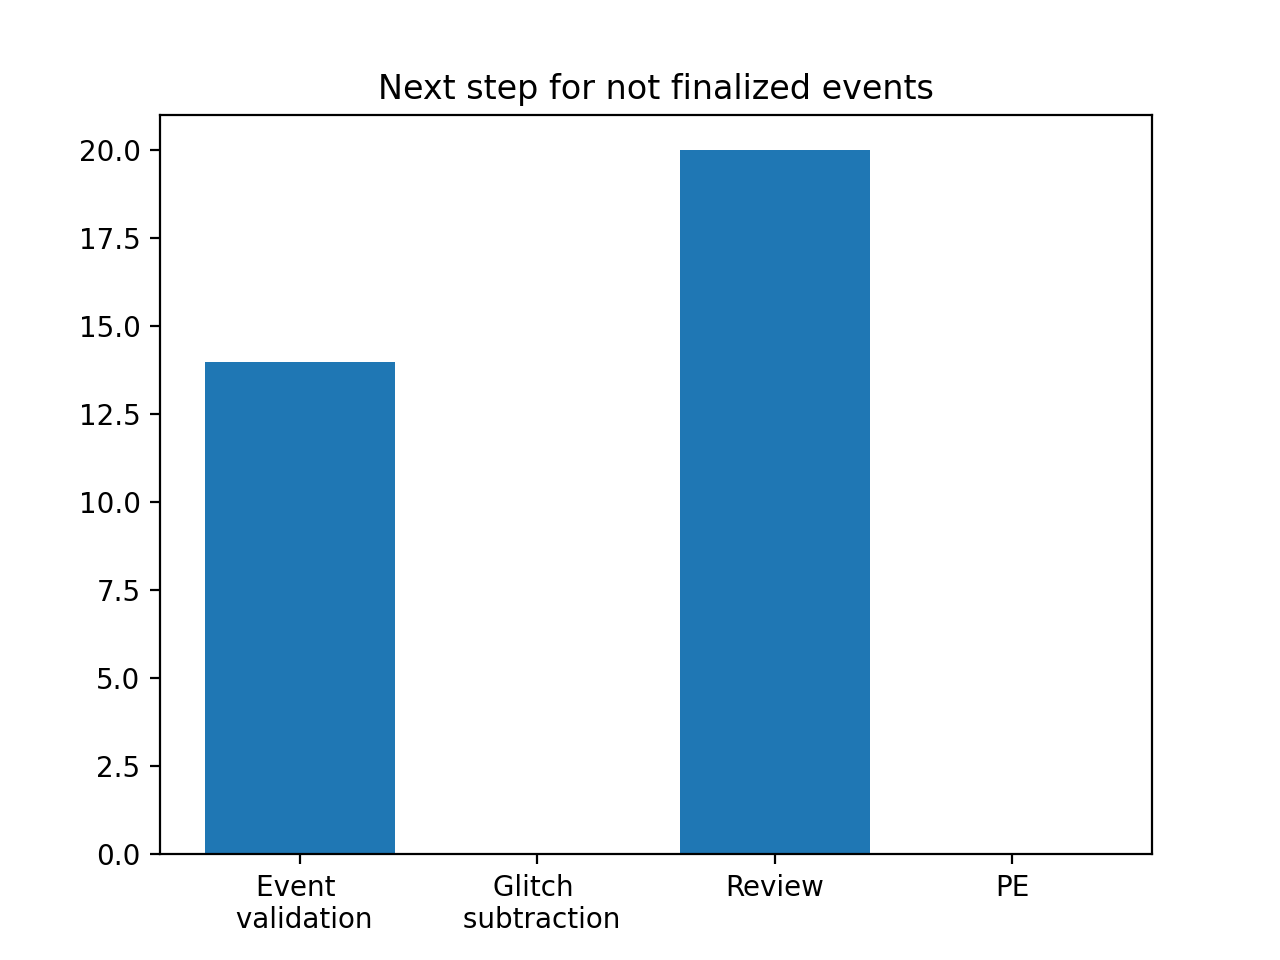 Next step for not finalized events
20.0
17.5
15.0
12.5
10.0
7.5
5.0
2.5
0.0
Event
validation
Glitch
subtraction
Review
PE